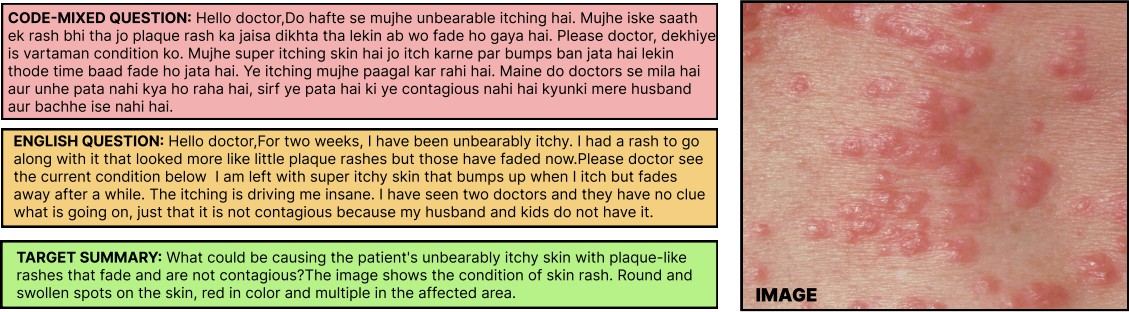 CODE-MIXED QUESTION: Hello doctor,Do hafte se mujhe unbearable itching hai. Mujhe iske saath
ek rash bhi tha jo plaque rash ka jaisa dikhta tha lekin ab wo fade ho gaya hai. Please doctor, dekhiye
is vartaman condition ko. Mujhe super itching skin hai jo itch karne par bumps ban jata hai lekin
thode time baad fade ho jata hai. Ye itching mujhe paagal kar rahi hai. Maine do doctors se mila hai
aur unhe pata nahi kya ho raha hai, sirf ye pata hai ki ye contagious nahi hai kyunki mere husband
aur bachhe ise nahi hai.
ENGLISH QUESTION: Hello doctor,For two weeks, I have been unbearably itchy. I had a rash to go
along with it that looked more like little plaque rashes but those have faded now.Please doctor see
the current condition below I am left with super itchy skin that bumps up when I itch but fades
away after a while. The itching is driving me insane. I have seen two doctors and they have no clue
what is going on, just that it is not contagious because my husband and kids do not have it.
TARGET SUMMARY: What could be causing the patient's unbearably itchy skin with plaque-like
rashes that fade and are not contagious?The image shows the condition of skin rash. Round and
swollen spots on the skin, red in color and multiple in the affected area.
IMAGE